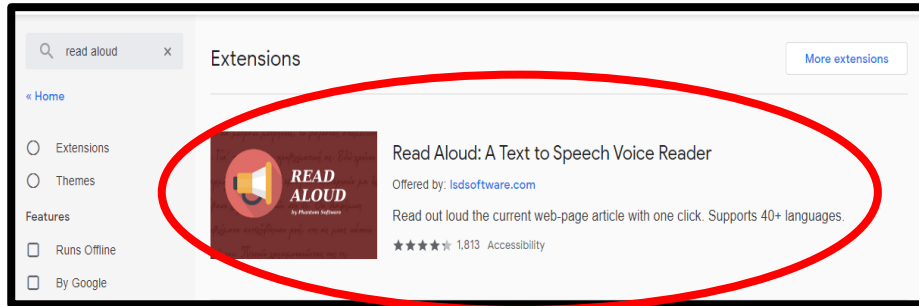 read aloud ×
« Home
Extensions
Themes
Features
Runs Offline
By Google
Extensions
More extensions
READ
ALOUD
by Phantom Software
Read Aloud: A Text to Speech Voice Reader
Offered by: lsdsoftware.com
Read out loud the current web-page article with one click. Supports 40+ languages.
1,813 Accessibility